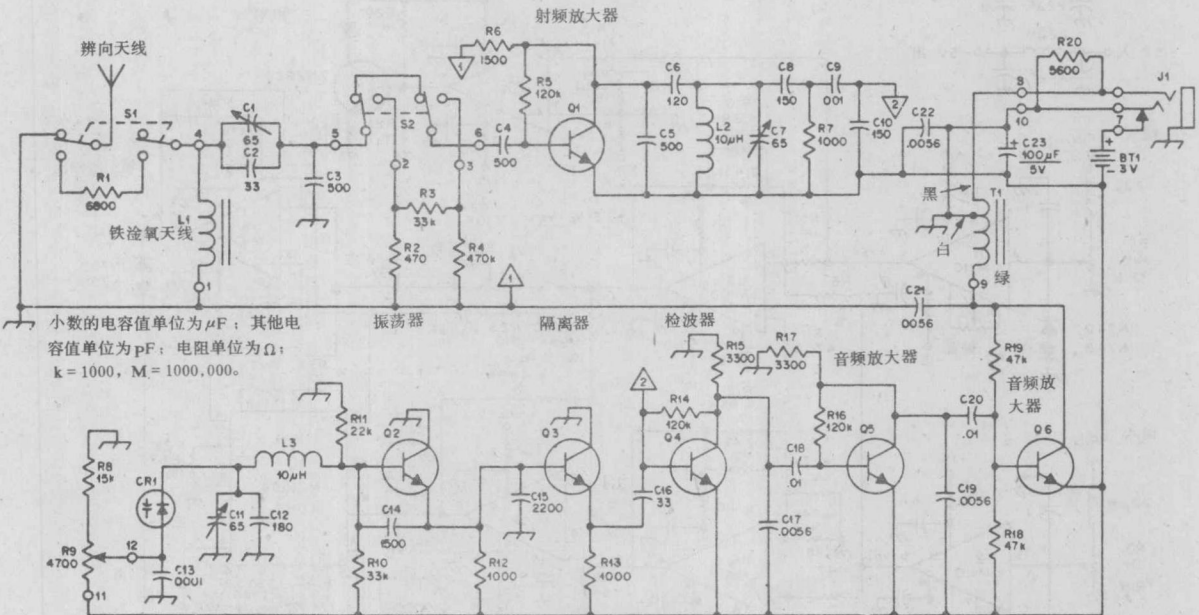 射频放大器
辨向天线
R6
1500
R20
5600
J1
S1
C1
65
C2
33
S2
R5
120k
Q1
C6
120
C8
150
C9
001
C22
.0056
C5
500
L2
10μH
C7
65
R7
1000
C10
150
C23
100μF
5V
BT1
3V
R1
6800
C3
500
C4
500
R3
33k
R2
470
R4
470k
L1
铁淦氧天线
黑
白
绿
T1
1
2
3
4
5
6
7
8
9
10
1
1
2
C21
.0056
小数的电容值单位为μF；其他电
容值单位为pF；电阻单位为Ω；
k=1000，M=1000,000。
振荡器
隔离器
检波器
音频放大器
音频放
大器
R15
3300
R17
3300
R19
47k
R11
22k
Q2
Q3
2
R14
120k
Q4
R16
120k
Q5
C20
.01
Q6
R8
15k
CR1
L3
10μH
C18
.01
C11
65
C12
180
C14
1500
C15
2200
C16
33
C17
.0056
C19
.0056
R18
47k
R9
4700
12
C13
.001
11
R10
33k
R12
1000
R13
1000